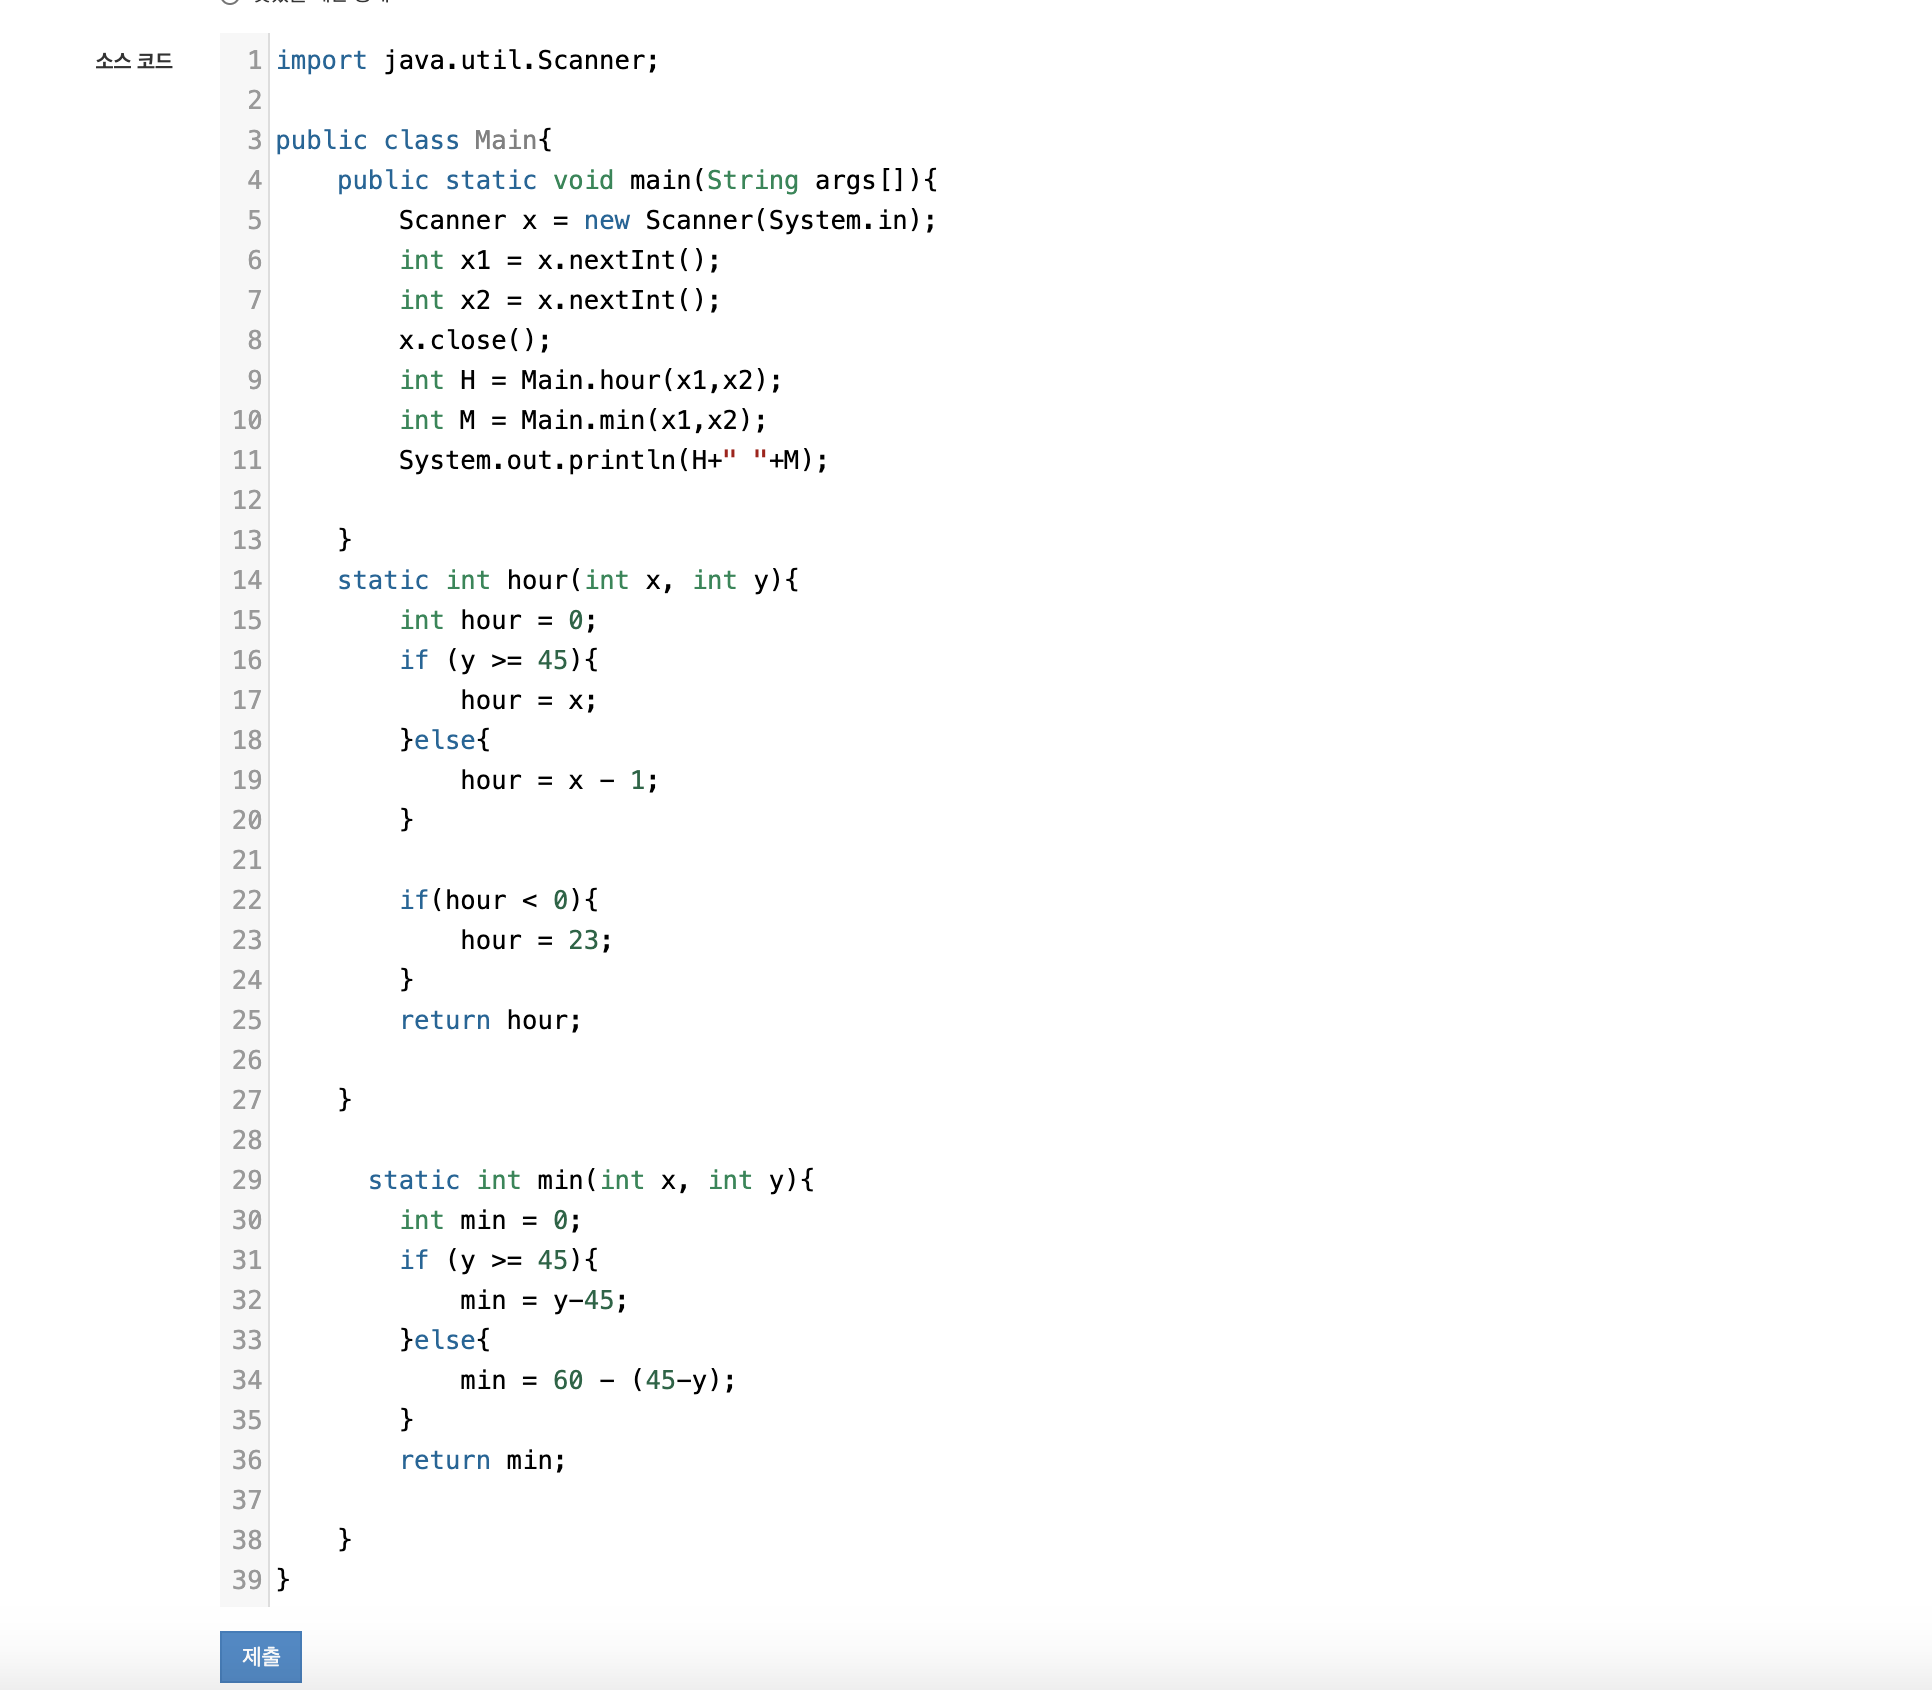 소스 코드
1 import java.util.Scanner;
2
3 public class Main{
4     public static void main(String args[]){
5         Scanner x = new Scanner(System.in);
6         int x1 = x.nextInt();
7         int x2 = x.nextInt();
8         x.close();
9         int H = Main.hour(x1,x2);
10         int M = Main.min(x1,x2);
11         System.out.println(H+" "+M);
12
13     }
14     static int hour(int x, int y){
15         int hour = 0;
16         if (y >= 45){
17             hour = x;
18         }else{
19             hour = x - 1;
20         }
21
22         if(hour < 0){
23             hour = 23;
24         }
25         return hour;
26
27     }
28
29       static int min(int x, int y){
30         int min = 0;
31         if (y >= 45){
32             min = y-45;
33         }else{
34             min = 60 - (45-y);
35         }
36         return min;
37
38     }
39 }
제출